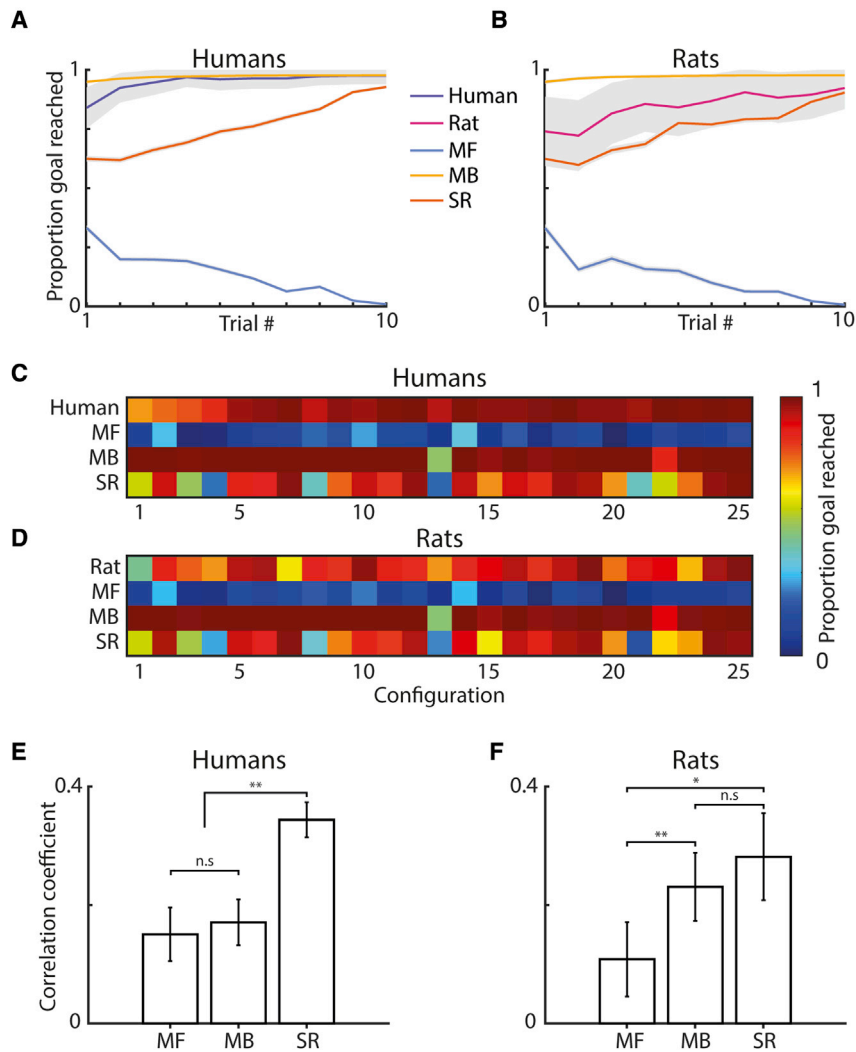 A
Humans
B
Rats
Proportion goal reached
1
0
1
10
Trial #
Human
Rat
MF
MB
SR
1
0
1
10
Trial #
C
Humans
Human
MF
MB
SR
1
5
10
15
20
25
D
Rats
Rat
MF
MB
SR
1
5
10
15
20
25
Configuration
1
Proportion goal reached
0
E
Humans
Correlation coefficient
0.4
0
**
n.s
MF
MB
SR
F
Rats
0.4
0
*
n.s
**
MF
MB
SR